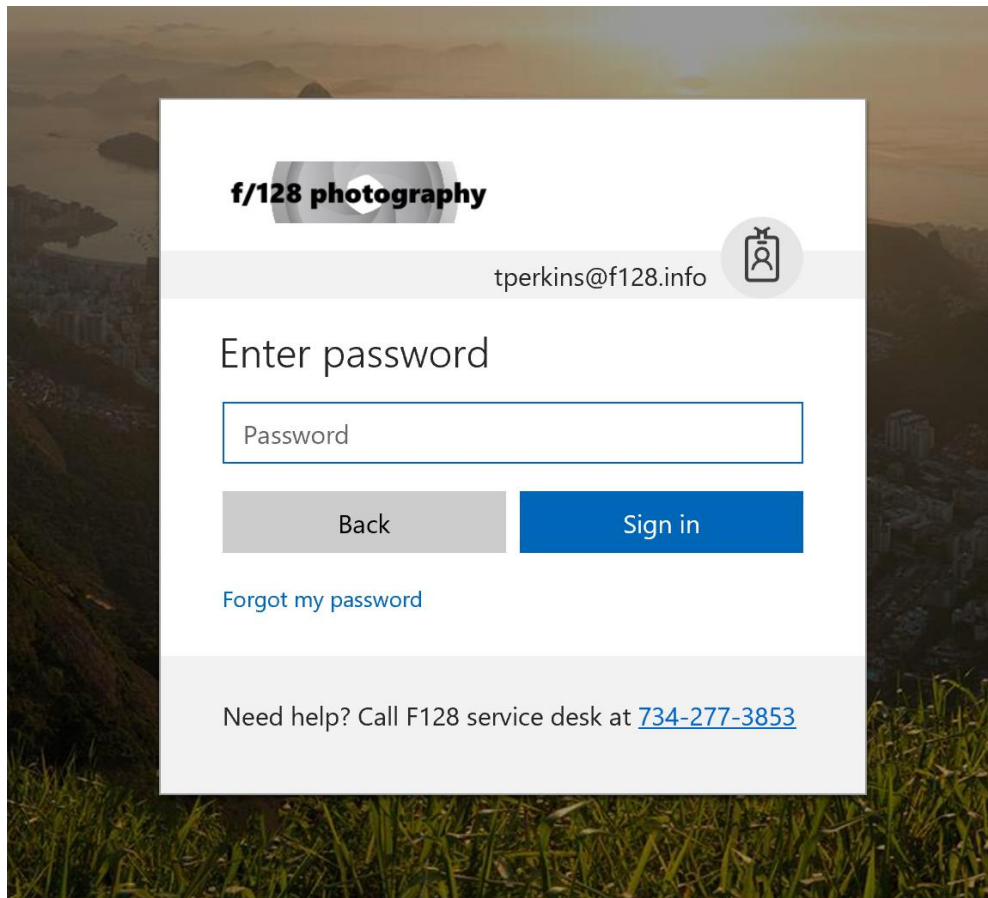 f/128 photography
tperkins@f128.info
Enter password
Password
Back
Sign in
Forgot my password
Need help? Call F128 service desk at 734-277-3853